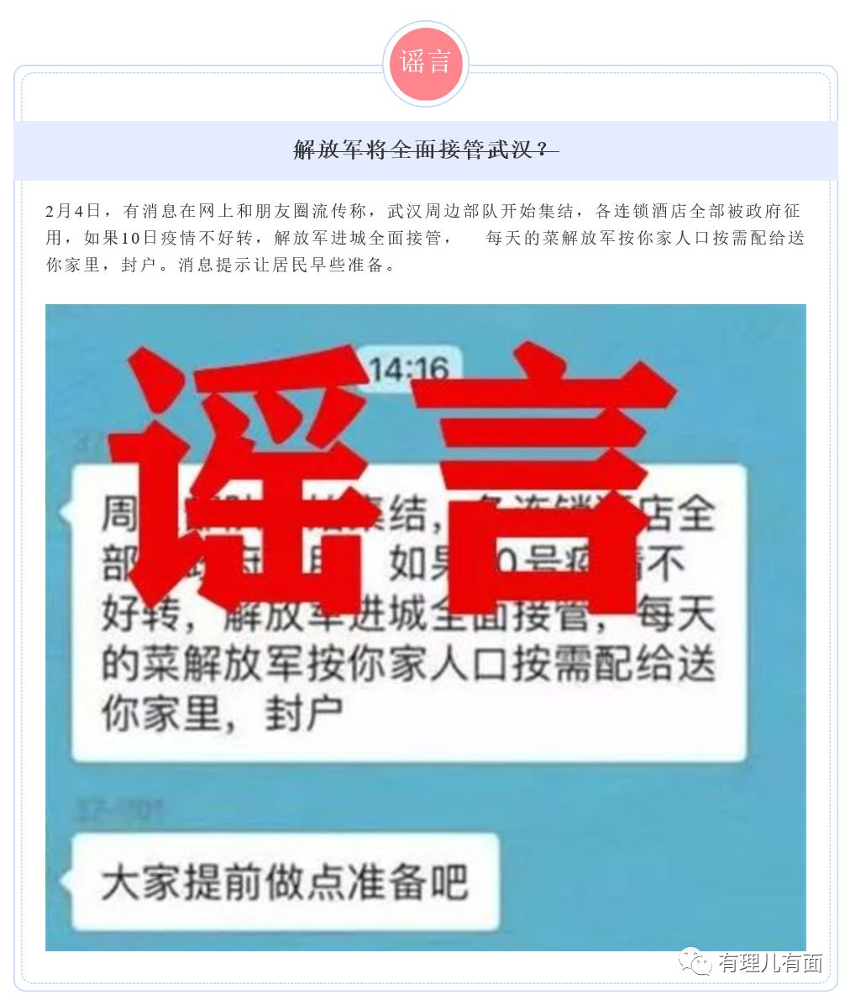 谣言
解放军将全面接管武汉？
2月4日，有消息在网上和朋友圈流传称，武汉周边部队开始集结，各连锁酒店全部被政府征
用，如果10日疫情不好转，解放军进城全面接管， 每天的菜解放军按你家人口按需配给送
你家里，封户。消息提示让居民早些准备。
14:16
谣言
周 集结，各连锁酒店全
部 如果 0号疫情不
好转，解放军进城全面接管，每天
的菜解放军按你家人口按需配给送
你家里，封户
大家提前做点准备吧
有理儿有面